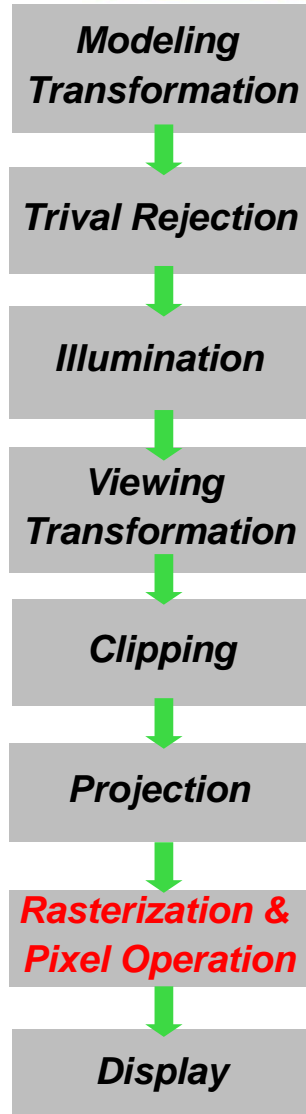 Modeling
Transformation
Trival Rejection
Illumination
Viewing
Transformation
Clipping
Projection
Rasterization &
Pixel Operation
Display